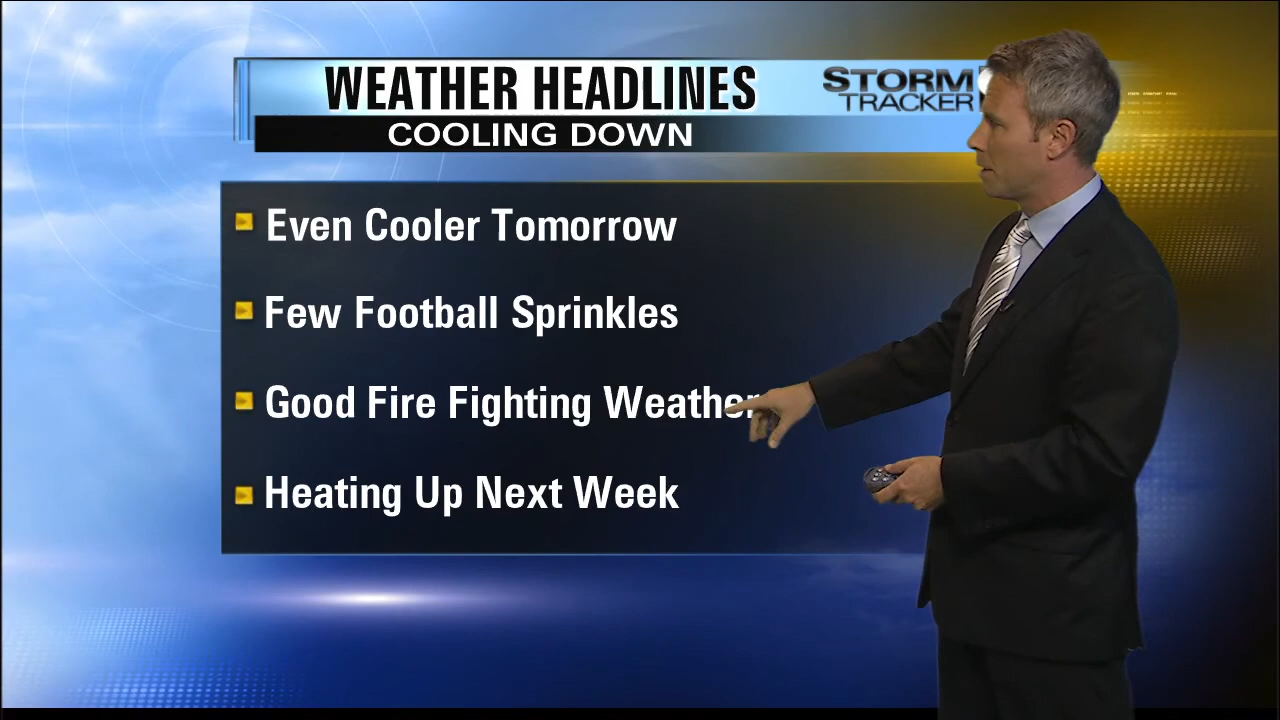 WEATHER HEADLINES
STORM
TRACKER
COOLING DOWN
Even Cooler Tomorrow
Few Football Sprinkles
Good Fire Fighting Weather
Heating Up Next Week